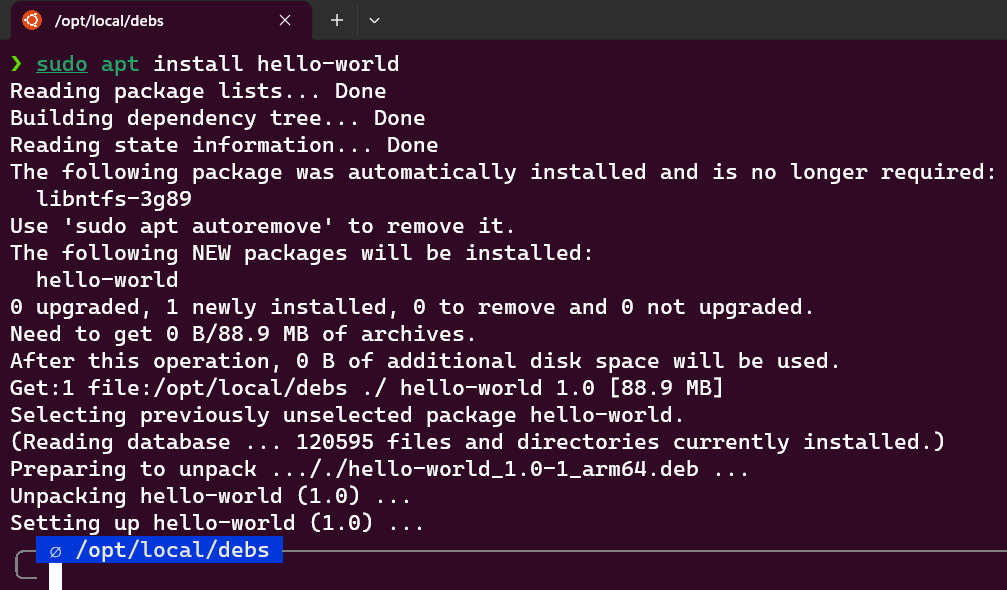 /opt/local/debs
❯ sudo apt install hello-world
Reading package lists... Done
Building dependency tree... Done
Reading state information... Done
The following package was automatically installed and is no longer required:
  libntfs-3g89
Use 'sudo apt autoremove' to remove it.
The following NEW packages will be installed:
  hello-world
0 upgraded, 1 newly installed, 0 to remove and 0 not upgraded.
Need to get 0 B/88.9 MB of archives.
After this operation, 0 B of additional disk space will be used.
Get:1 file:/opt/local/debs ./ hello-world 1.0 [88.9 MB]
Selecting previously unselected package hello-world.
(Reading database ... 120595 files and directories currently installed.)
Preparing to unpack ..././hello-world_1.0-1_arm64.deb ...
Unpacking hello-world (1.0) ...
Setting up hello-world (1.0) ...
∅ /opt/local/debs